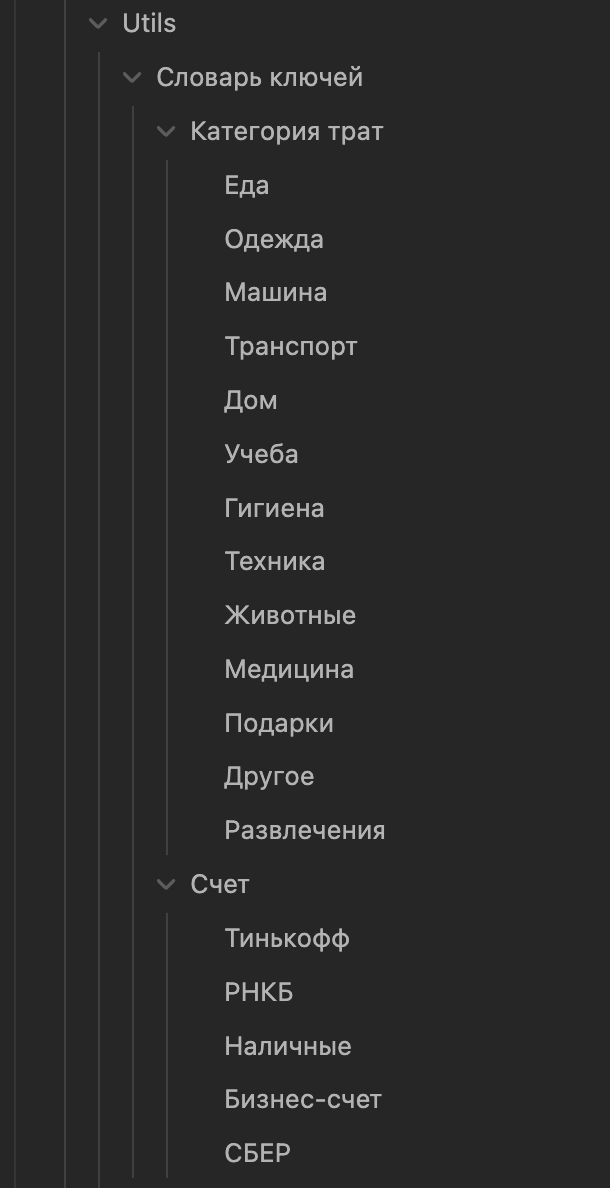 Utils
Словарь ключей
Категория трат
Еда
Одежда
Машина
Транспорт
Дом
Учеба
Гигиена
Техника
Животные
Медицина
Подарки
Другое
Развлечения
Счет
Тинькофф
РНКБ
Наличные
Бизнес-счет
СБЕР